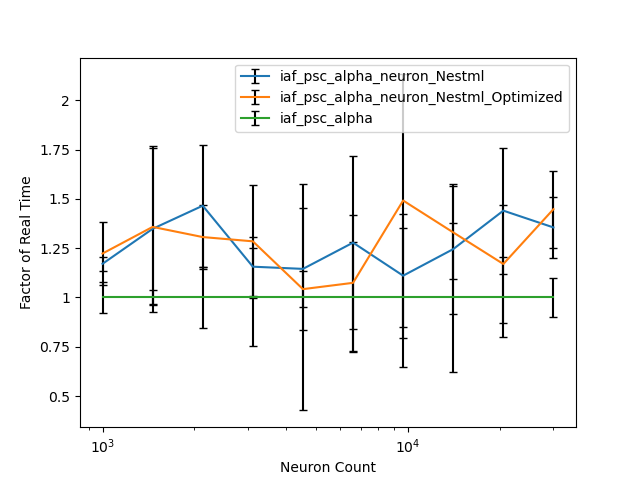 iaf_psc_alpha_neuron_Nestml
iaf_psc_alpha_neuron_Nestml_Optimized
iaf_psc_alpha
2
1.75
1.5
1.25
1
0.75
0.5
Factor of Real Time
10³ 10⁴
Neuron Count